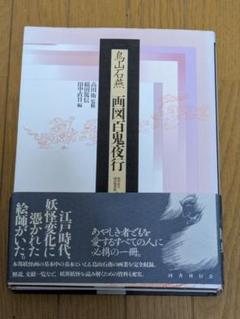 鳥山石燕
画図百鬼夜行
高田衛 監修
稲田篤信
田中直日 編
江戸時代、
妖怪変化に
憑かれた
絵師がいた。
あやしき者どもを
愛するすべての人に
必携の一冊。
国書刊行会